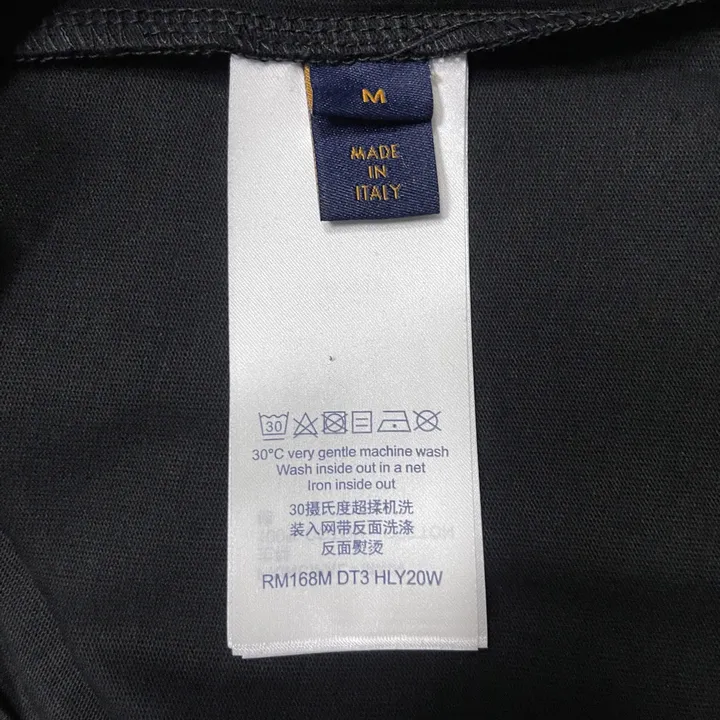 M
MADE
IN
ITALY
30
30°C very gentle machine wash
Wash inside out in a net
Iron inside out
30摄氏度超揉机洗
装入网带反面洗涤
反面熨烫
RM168M DT3 HLY20W